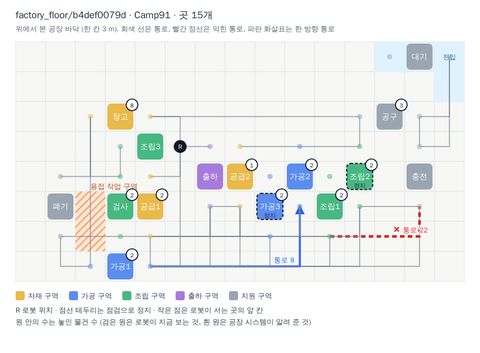 factory_floor/b4def0079d · Camp91 · 곳 15개
위에서 본 공장 바닥 (한 칸 3 m). 회색 선은 통로, 빨간 점선은 막힌 통로, 파란 화살표는 한 방향 통로
대기
진입
창고 8
공구 3
조립3
R
출하
공급2 1
가공2 2
조립2 2
정지
충전
용접 작업 구역
폐기
검사 2
공급1 2
가공3 2
정지
조립1 2
✕ 통로 22
가공1 2
통로 8
자재 구역
가공 구역
조립 구역
출하 구역
지원 구역
R 로봇 위치 · 점선 테두리는 점검으로 정지 · 작은 점은 로봇이 서는 곳의 앞 칸
원 안의 수는 놓인 물건 수 (검은 원은 로봇이 지금 보는 것, 흰 원은 공장 시스템이 알려 준 것)